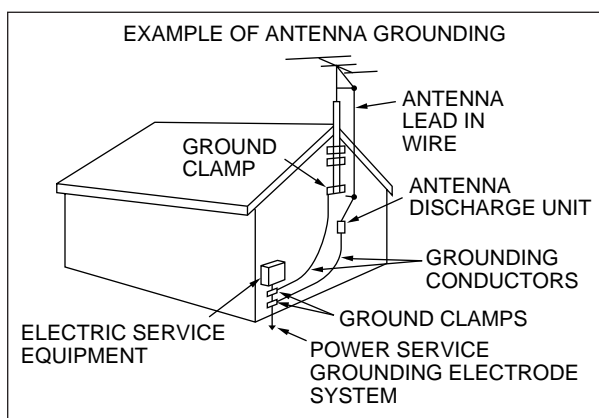 EXAMPLE OF ANTENNA GROUNDING
ANTENNA
LEAD IN
WIRE
GROUND
CLAMP
ANTENNA
DISCHARGE UNIT
GROUNDING
CONDUCTORS
GROUND CLAMPS
ELECTRIC SERVICE
EQUIPMENT
POWER SERVICE
GROUNDING ELECTRODE
SYSTEM